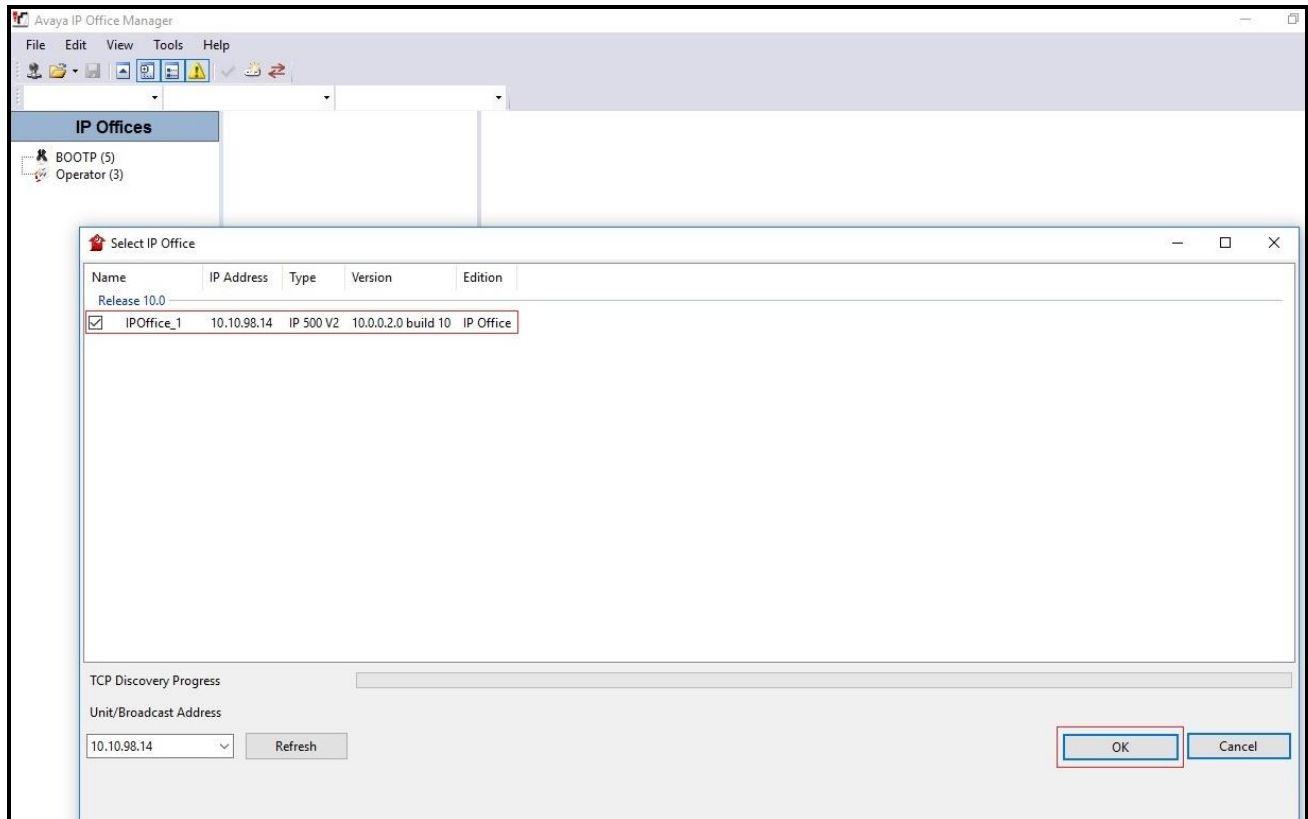 Avaya IP Office Manager
File Edit View Tools Help
IP Offices
BOOTP (5)
Operator (3)
Select IP Office
Name IP Address Type Version Edition
Release 10.0
IPOffice_1 10.10.98.14 IP 500 V2 10.0.0.2.0 build 10 IP Office
TCP Discovery Progress
Unit/Broadcast Address
10.10.98.14 Refresh OK Cancel